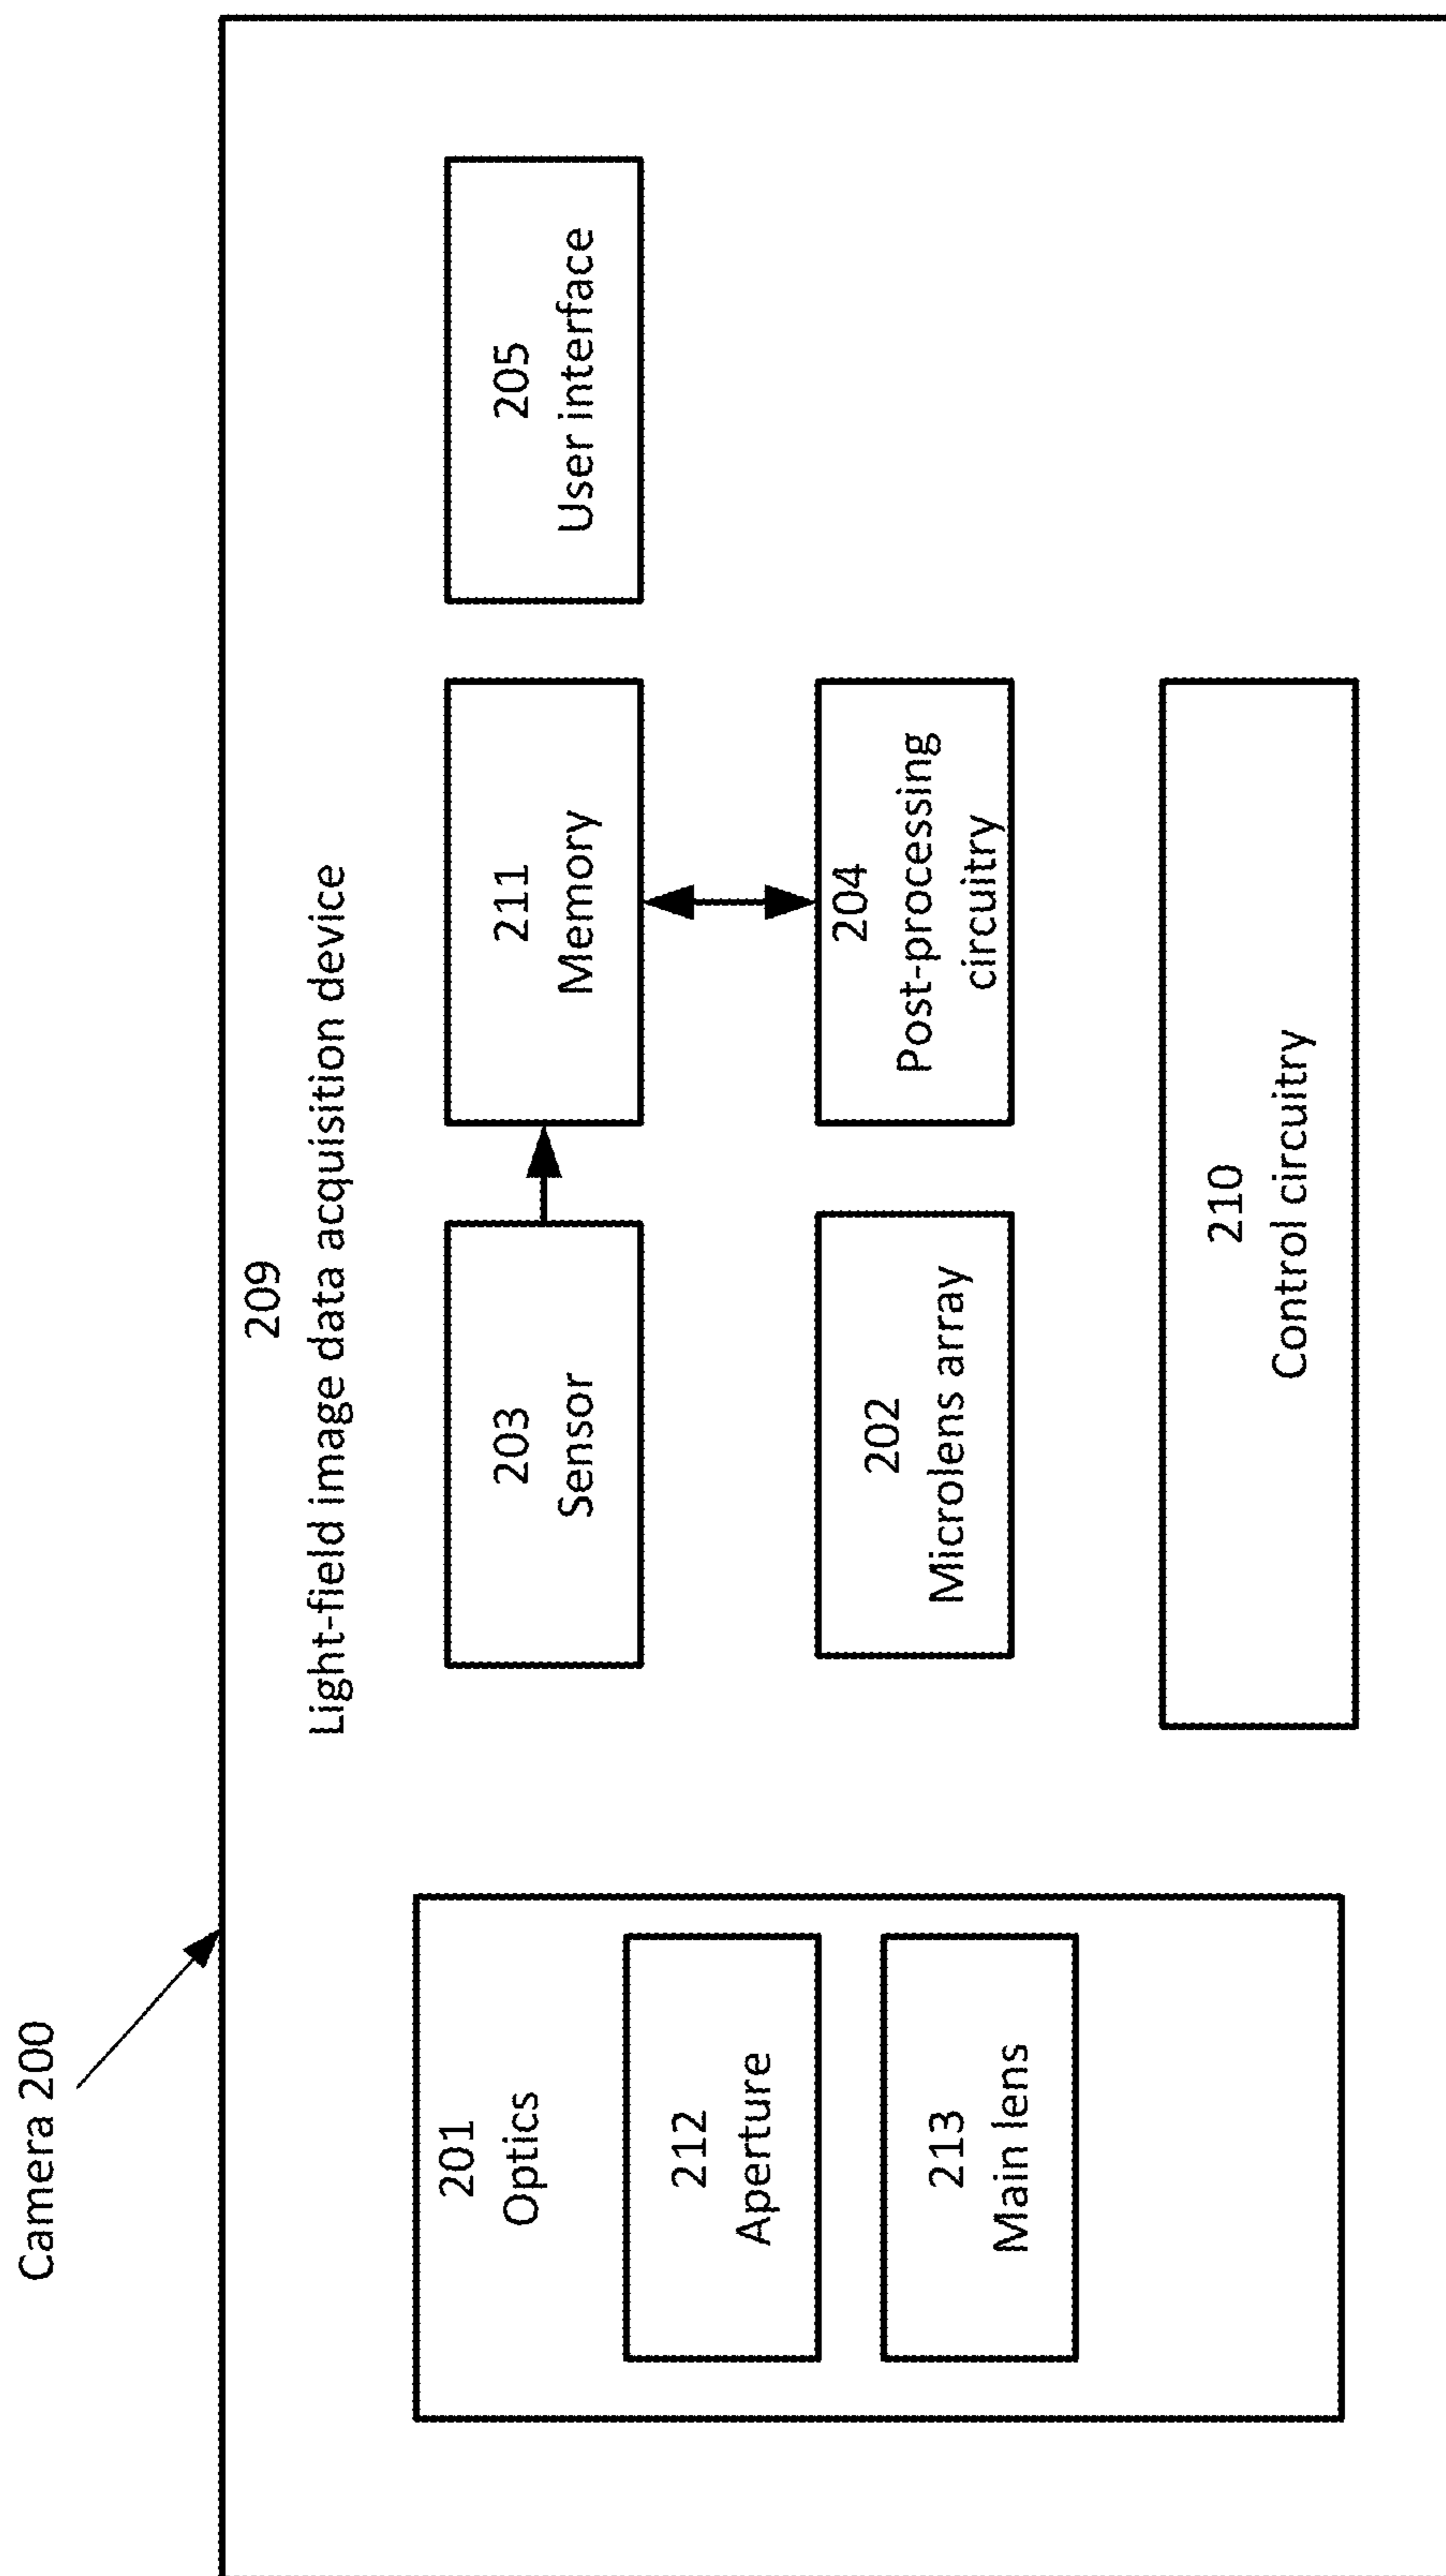 Camera 200
209
Light-field image data acquisition device
201
Optics
212
Aperture
213
Main lens
203
Sensor
211
Memory
205
User interface
202
Microlens array
204
Post-processing
circuitry
210
Control circuitry